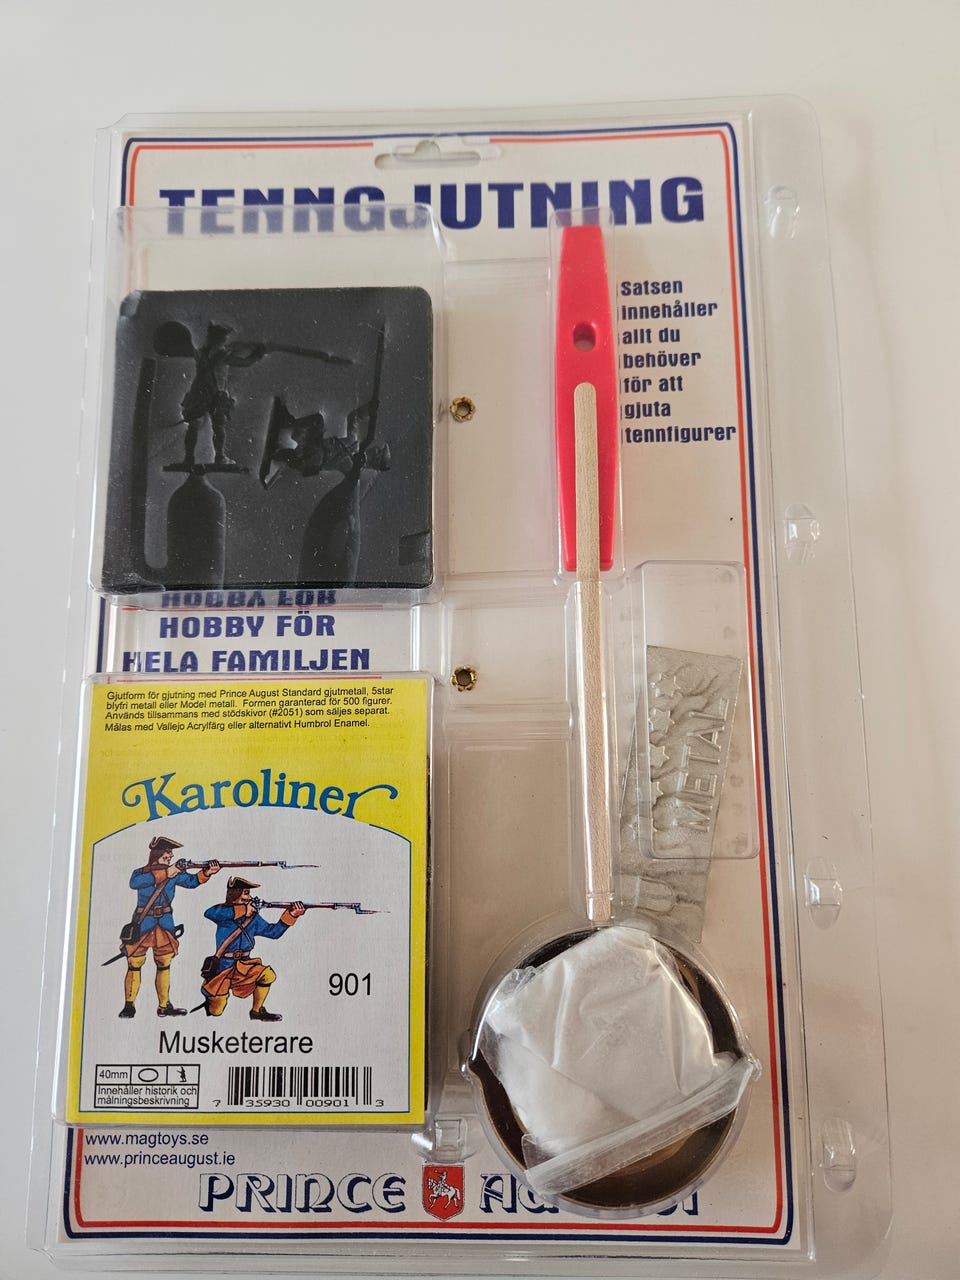 TENNGJUTNING
Satsen
innehåller
allt du
behöver
för att
gjuta
tennfigurer
HOBBY FÖR
HELA FAMILJEN
Gjutform för gjutning med Prince August Standard gjutmetall, 5star
blyfri metall eller Model metall. Formen garanterad för 500 figurer.
Används tillsammans med stödskivor (#2051) som säljes separat.
Målas med Vallejo Acrylfärg eller alternativt Humbrol Enamel.
Karoliner
901
Musketerare
40mm
Innehåller historik och
målningsbeskrivning
7 35930 00901 3
METAL
www.magtoys.se
www.princeaugust.ie
PRINCE AUGUST